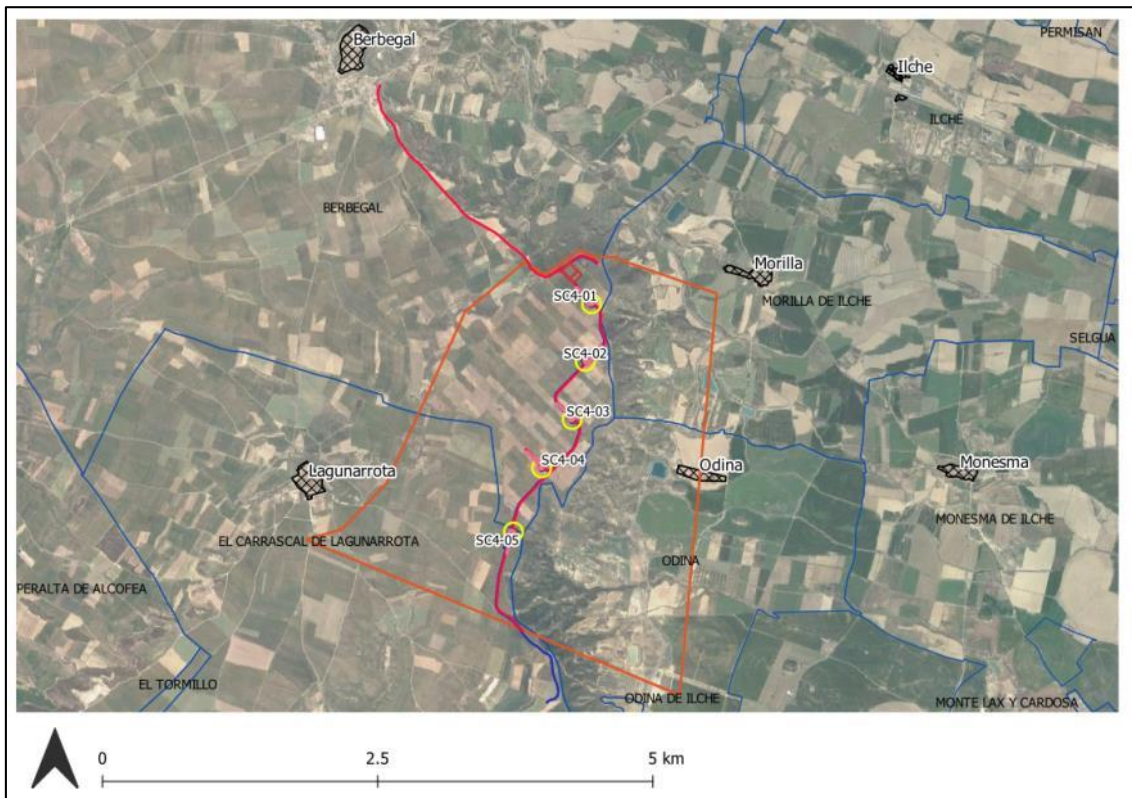 PERMISAN
Berbegal
Ilche
ILCHE
BERBEGAL
Morilla
MORILLA DE ILCHE
SC4-01
SELGUA
SC4-02
SC4-03
SC4-04
Lagunarrota
Odina
Monesma
SC4-05
EL CARRASCAL DE LAGUNARROTA
MONESMA DE ILCHE
ODINA
PERALTA DE ALCOFEA
EL TORMILLO
ODINA DE ILCHE
MONTE LAX Y CARDOSA
0 2.5 5 km